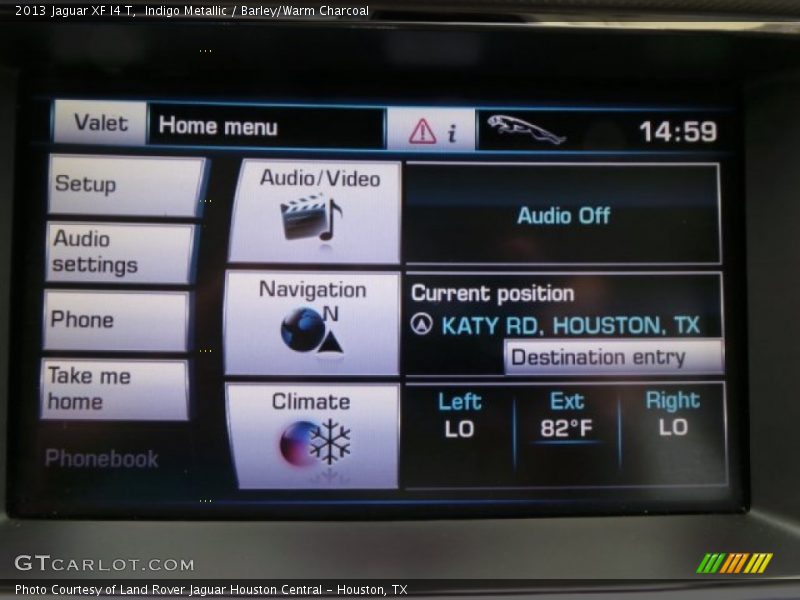 2013 Jaguar XF I4 T, Indigo Metallic / Barley/Warm Charcoal
Valet
Home menu
i
14:59
Setup
Audio
settings
Phone
Take me
home
Phonebook
Audio/Video
Audio Off
Navigation
N
Current position
KATY RD, HOUSTON, TX
Destination entry
Climate
Left
LO
Ext
82°F
Right
LO
GTCARLOT.COM
Photo Courtesy of Land Rover Jaguar Houston Central - Houston, TX